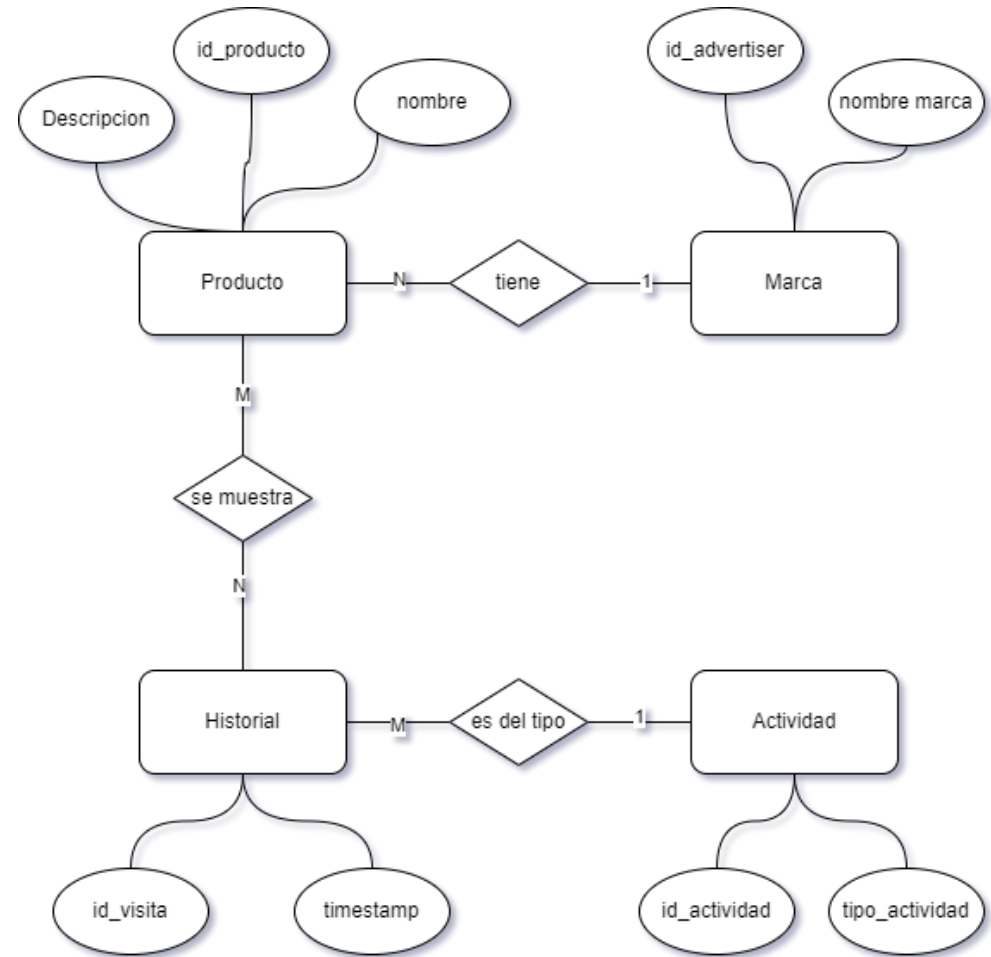 id_producto
id_advertiser
Descripcion
nombre
nombre marca
Producto
N
tiene
1
Marca
M
se muestra
N
Historial
M
es del tipo
1
Actividad
id_visita
timestamp
id_actividad
tipo_actividad